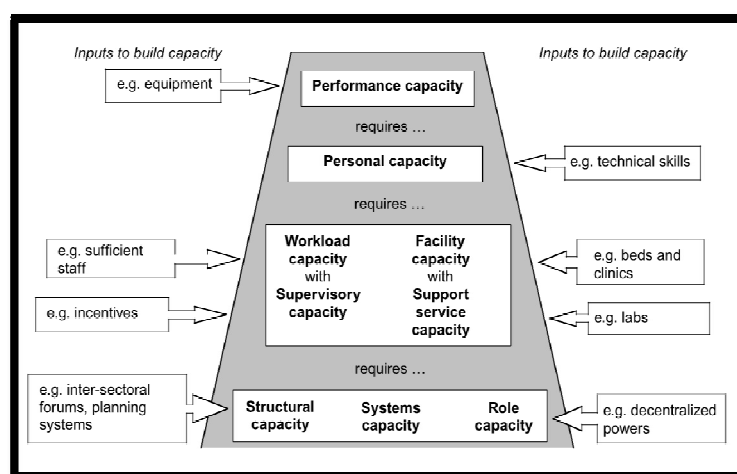 Inputs to build capacity
Inputs to build capacity
e.g. equipment
Performance capacity
requires ...
Personal capacity
e.g. technical skills
requires ...
e.g. sufficient
staff
Workload
capacity
with
Supervisory
capacity
Facility
capacity
with
Support
service
capacity
e.g. beds and
clinics
e.g. incentives
e.g. labs
requires ...
e.g. inter-sectoral
forums, planning
systems
Structural
capacity
Systems
capacity
Role
capacity
e.g. decentralized
powers